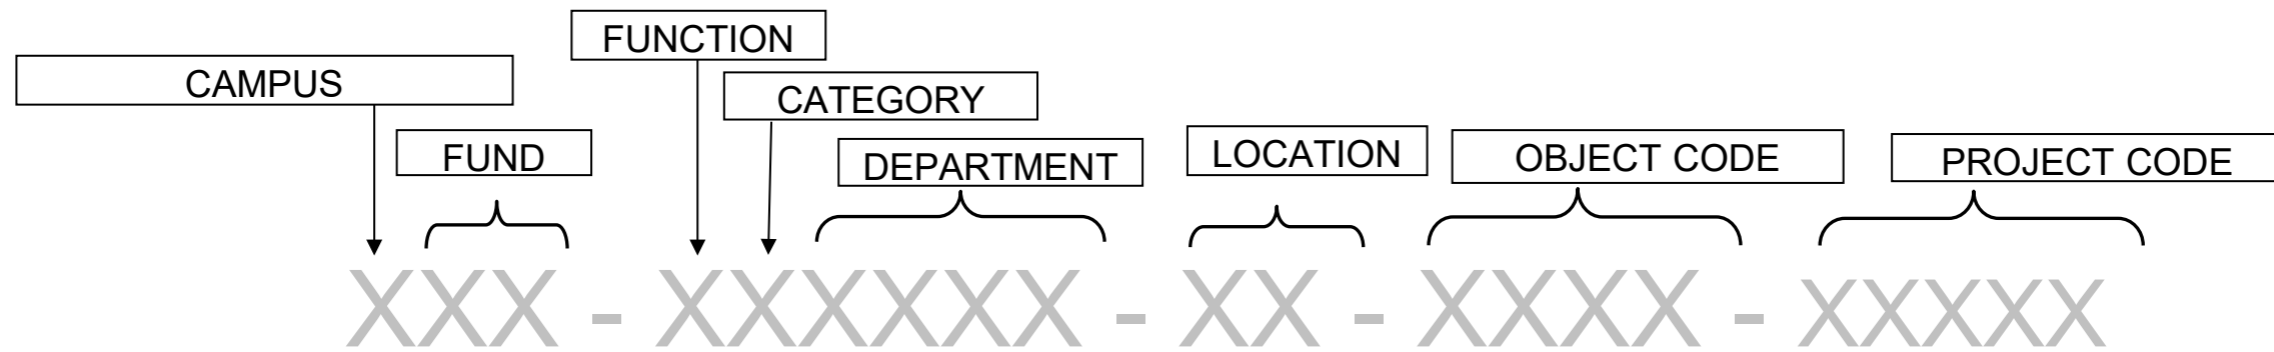 FUNCTION
CAMPUS
CATEGORY
FUND
DEPARTMENT
LOCATION
OBJECT CODE
PROJECT CODE
XXX - XXXXXX - XX - XXXX - XXXXX